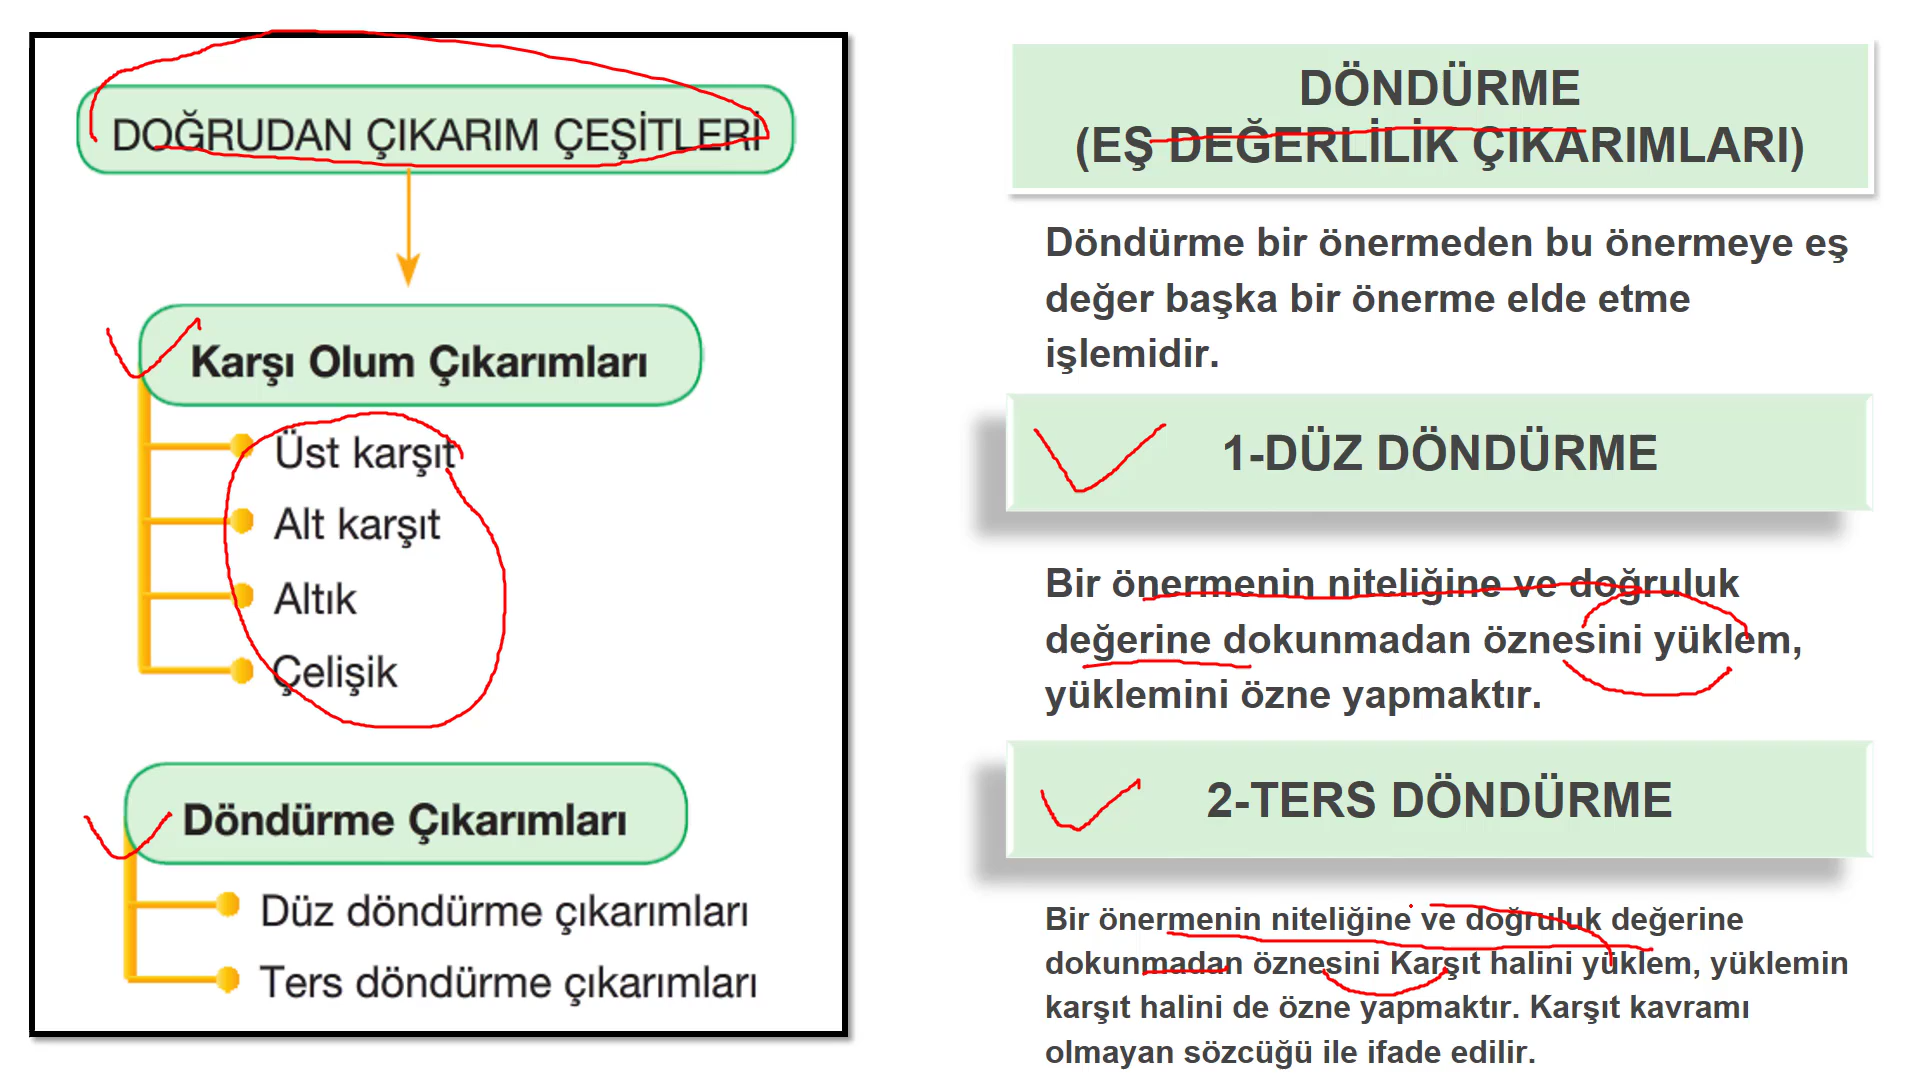 DOĞRUDAN ÇIKARIM ÇEŞİTLERİ
Karşı Olum Çıkarımları
Üst karşıt
Alt karşıt
Altık
Çelişik
Döndürme Çıkarımları
Düz döndürme çıkarımları
Ters döndürme çıkarımları
DÖNDÜRME
(EŞ DEĞERLİLİK ÇIKARIMLARI)
Döndürme bir önermeden bu önermeye eş
değer başka bir önerme elde etme
işlemidir.
1-DÜZ DÖNDÜRME
Bir önermenin niteliğine ve doğruluk
değerine dokunmadan öznesini yüklem,
yüklemini özne yapmaktır.
2-TERS DÖNDÜRME
Bir önermenin niteliğine ve doğruluk değerine
dokunmadan öznesini Karşıt halini yüklem, yüklemin
karşıt halini de özne yapmaktır. Karşıt kavramı
olmayan sözcüğü ile ifade edilir.